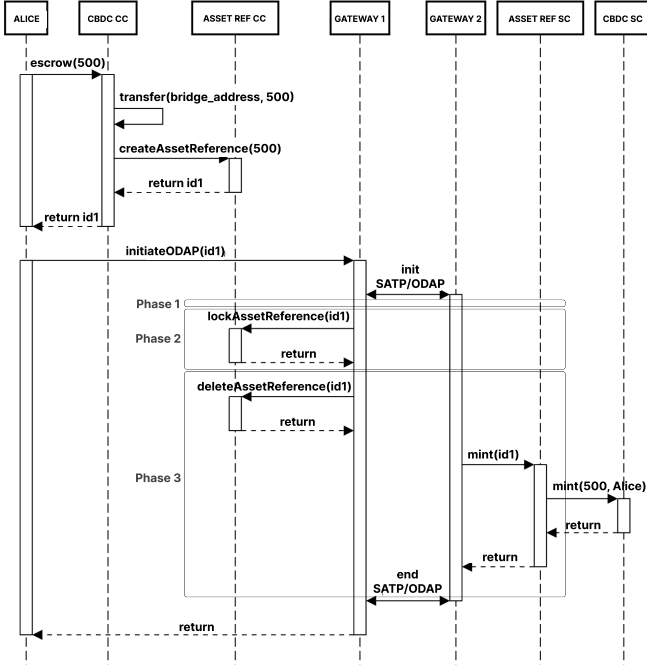 ALICE
CBDC CC
ASSET REF CC
GATEWAY 1
GATEWAY 2
ASSET REF SC
CBDC SC
escrow(500)
transfer(bridge_address, 500)
createAssetReference(500)
return id1
return id1
initiateODAP(id1)
init
SATP/ODAP
Phase 1
lockAssetReference(id1)
Phase 2
return
deleteAssetReference(id1)
return
mint(id1)
Phase 3
mint(500, Alice)
return
return
end
SATP/ODAP
return